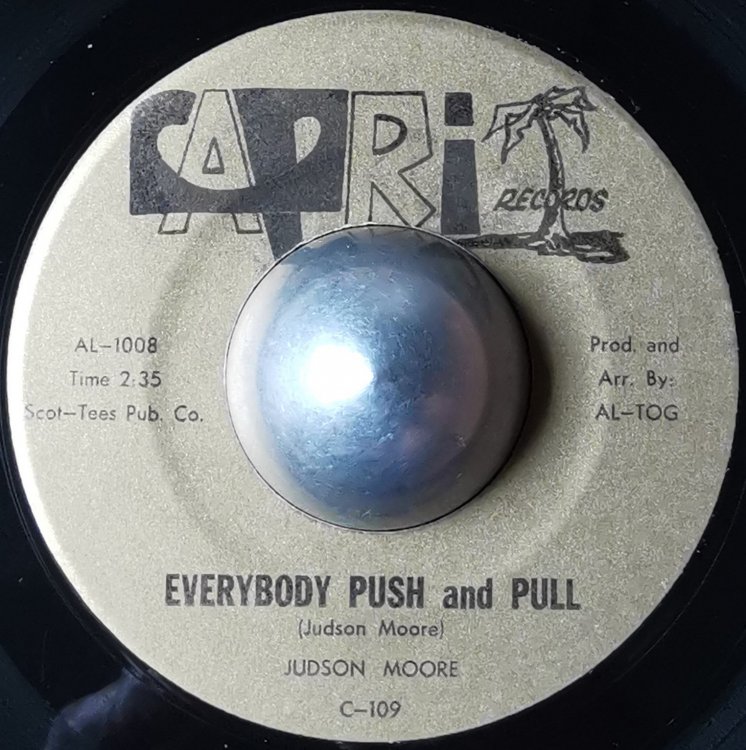 CAPRI
RECORDS
AL-1008
Time 2:35
Scot-Tees Pub. Co.
Prod. and
Arr. By:
AL-TOG
EVERYBODY PUSH and PULL
(Judson Moore)
JUDSON MOORE
C-109